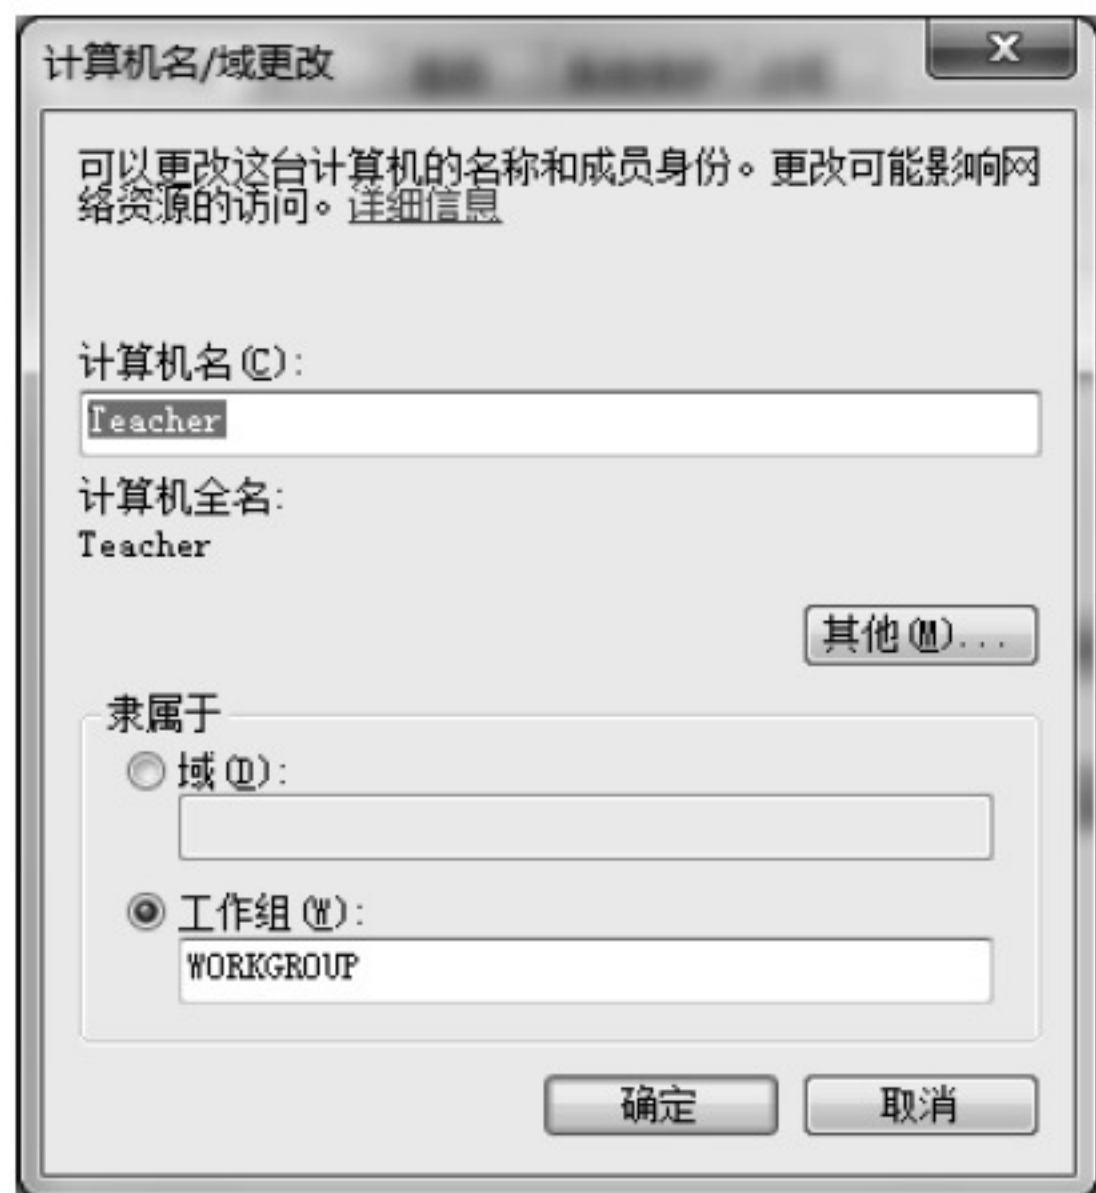 计算机名/域更改
可以更改这台计算机的名称和成员身份。更改可能影响网
络资源的访问。详细信息
计算机名(C):
Teacher
计算机全名:
Teacher
其他(M)...
隶属于
域(D):
工作组(W):
WORKGROUP
确定
取消